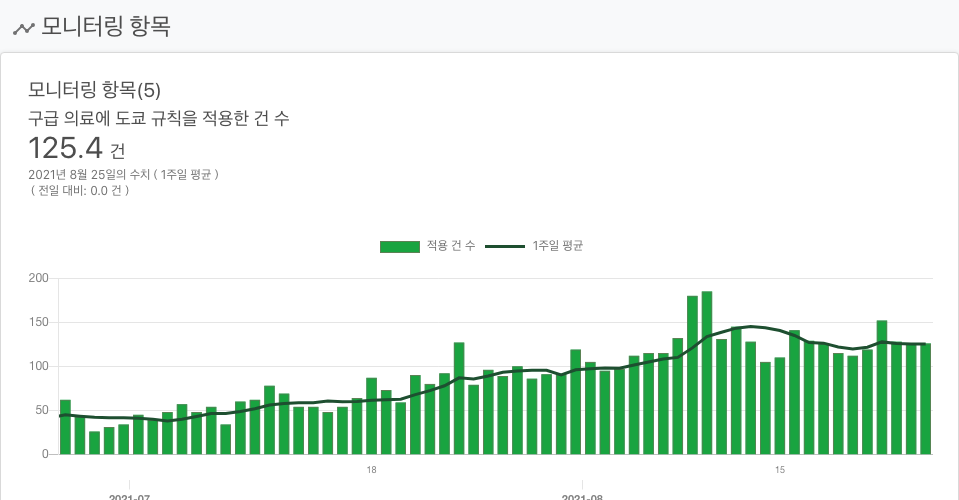 모니터링 항목
모니터링 항목(5)
구급 의료에 도쿄 규칙을 적용한 건 수
125.4 건
2021년 8월 25일의 수치 ( 1주일 평균 )
( 전일 대비: 0.0 건 )
적용 건 수 1주일 평균
200
150
100
50
0
18 15
2021-07 2021-08